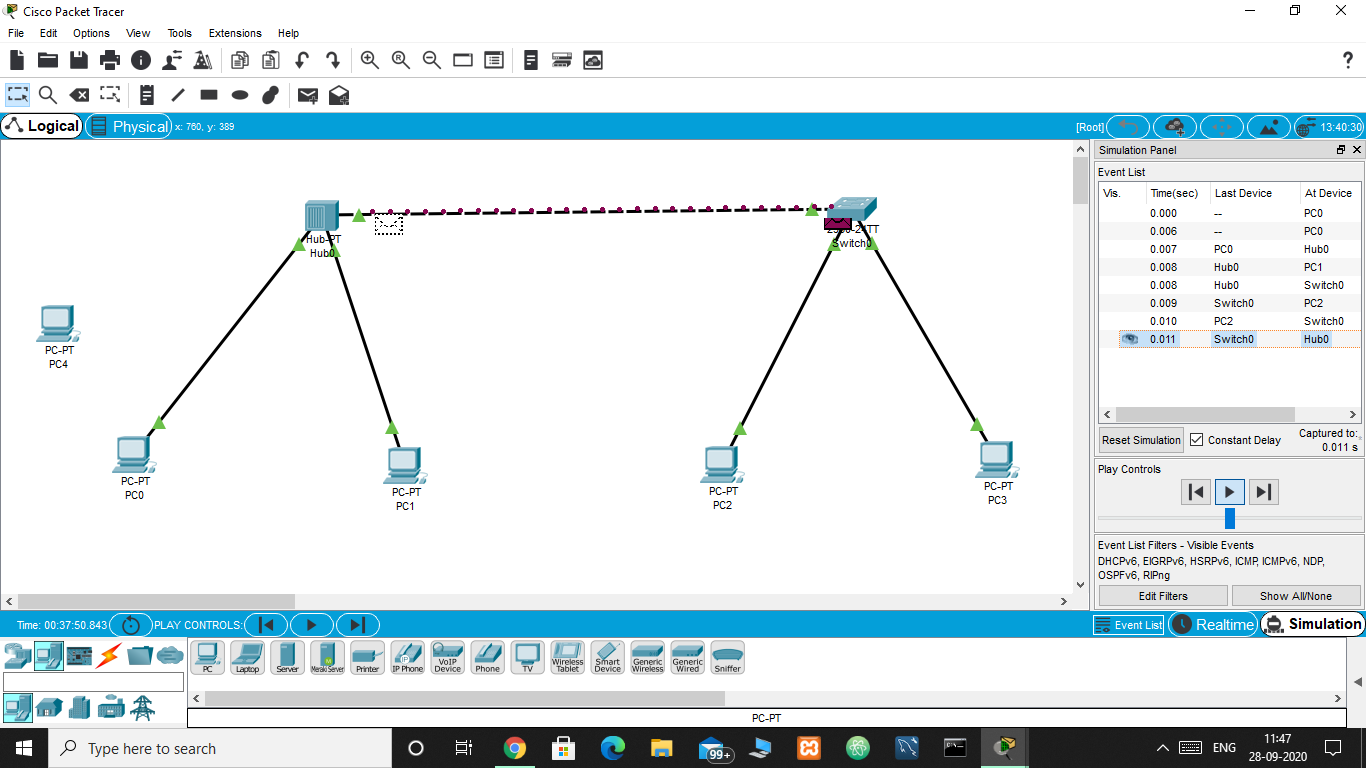 Cisco Packet Tracer
File Edit Options View Tools Extensions Help
Logical Physical x: 760, y: 389 [Root] 13:40:30
Simulation Panel
Event List
Vis. Time(sec) Last Device At Device
0.000 -- PC0
0.006 -- PC0
0.007 PC0 Hub0
0.008 Hub0 PC1
0.008 Hub0 Switch0
0.009 Switch0 PC2
0.010 PC2 Switch0
0.011 Switch0 Hub0
Reset Simulation Constant Delay Captured to:
0.011 s
Play Controls
Event List Filters - Visible Events
DHCPv6, EIGRPv6, HSRPv6, ICMP, ICMPv6, NDP,
OSPFv6, RIPng
Edit Filters Show All/None
Hub-PT
Hub0
Switch0
PC-PT
PC4
PC-PT
PC0
PC-PT
PC1
PC-PT
PC2
PC-PT
PC3
Time: 00:37:50.843 PLAY CONTROLS: Event List Realtime Simulation
PC Laptop Server Meraki Server Printer IP Phone VoIP Device Phone TV Wireless Tablet Smart Device Generic Wireless Generic Wired Sniffer
IP
PC-PT
Type here to search
99+
ENG
11:47
28-09-2020